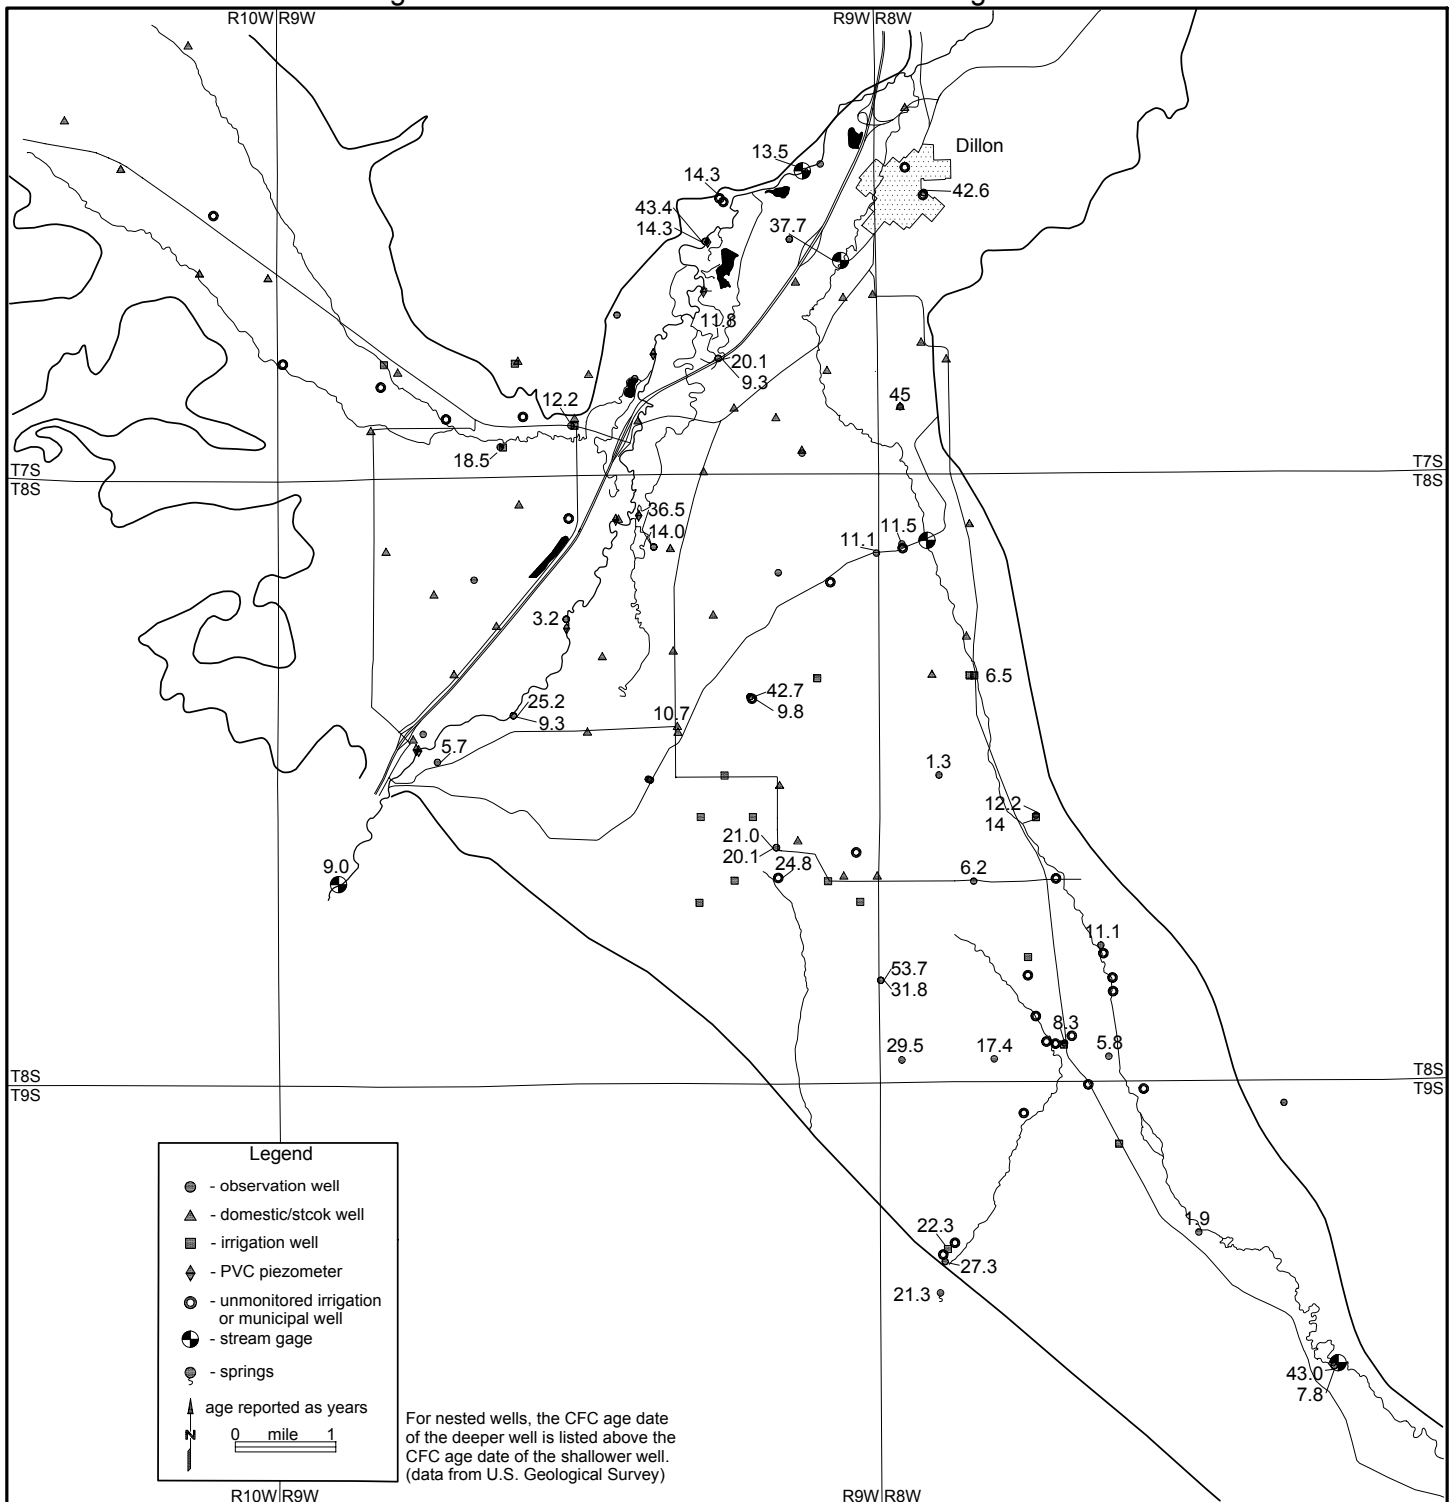 R10W R9W
R9W R8W
Dillon
13.5
14.3
42.6
43.4
14.3
37.7
11.8
20.1
9.3
45
12.2
18.5
T7S
T8S
T7S
T8S
36.5
14.0
11.5
11.1
3.2
6.5
42.7
9.8
25.2
9.3
10.7
5.7
1.3
12.2
14
21.0
20.1
24.8
6.2
9.0
11.1
53.7
31.8
8.3
29.5
17.4
5.8
T8S
T9S
T8S
T9S
Legend
- observation well
- domestic/stcok well
- irrigation well
- PVC piezometer
- unmonitored irrigation
or municipal well
- stream gage
- springs
age reported as years
N
0 mile 1
For nested wells, the CFC age date
of the deeper well is listed above the
CFC age date of the shallower well.
(data from U.S. Geological Survey)
1.9
22.3
27.3
21.3
43.0
7.8
R10W R9W
R9W R8W